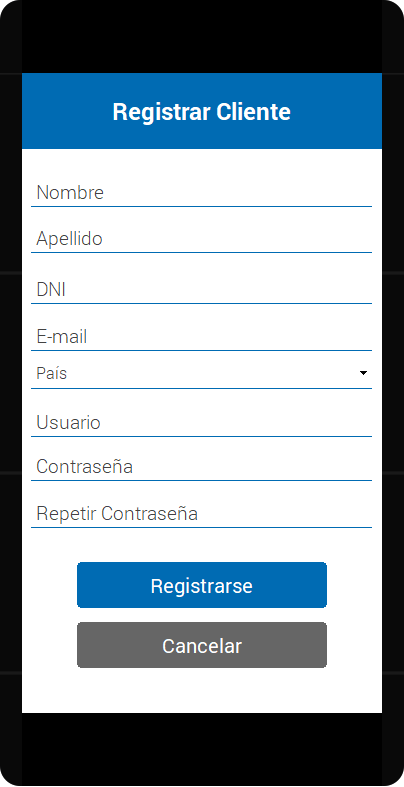 Registrar Cliente
Nombre
Apellido
DNI
E-mail
País
Usuario
Contraseña
Repetir Contraseña
Registrarse
Cancelar